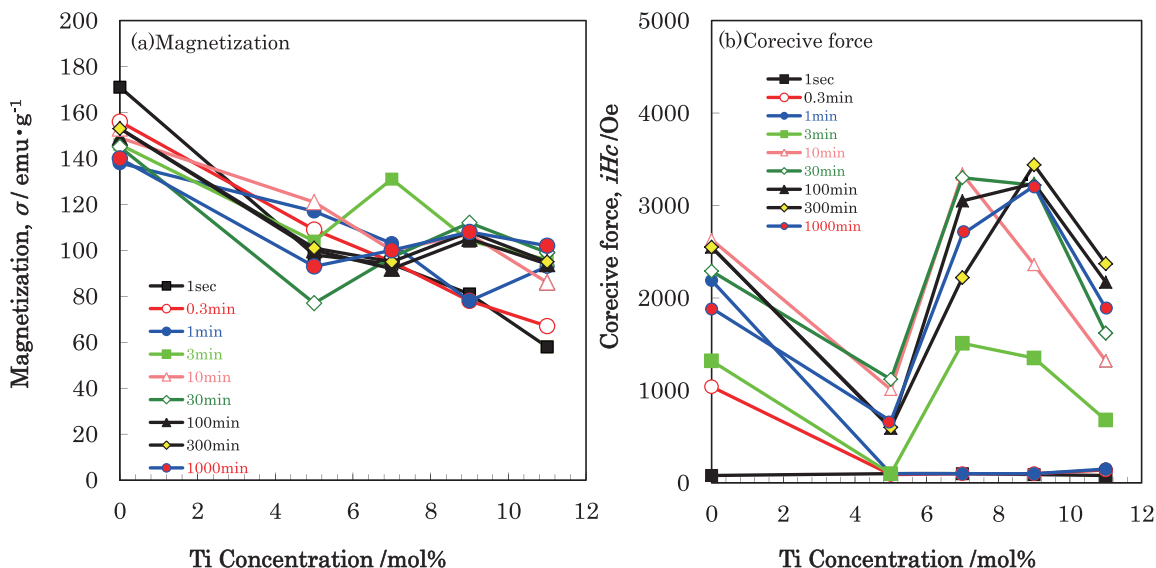 (a)Magnetization
Magnetization, σ / emu・g⁻¹
200
180
160
140
120
100
80
60
40
20
0
1sec
0.3min
1min
3min
10min
30min
100min
300min
1000min
0 2 4 6 8 10 12
Ti Concentration /mol%
(b)Corecive force
Corecive force, iHc /Oe
5000
4000
3000
2000
1000
0
1sec
0.3min
1min
3min
10min
30min
100min
300min
1000min
0 2 4 6 8 10 12
Ti Concentration /mol%